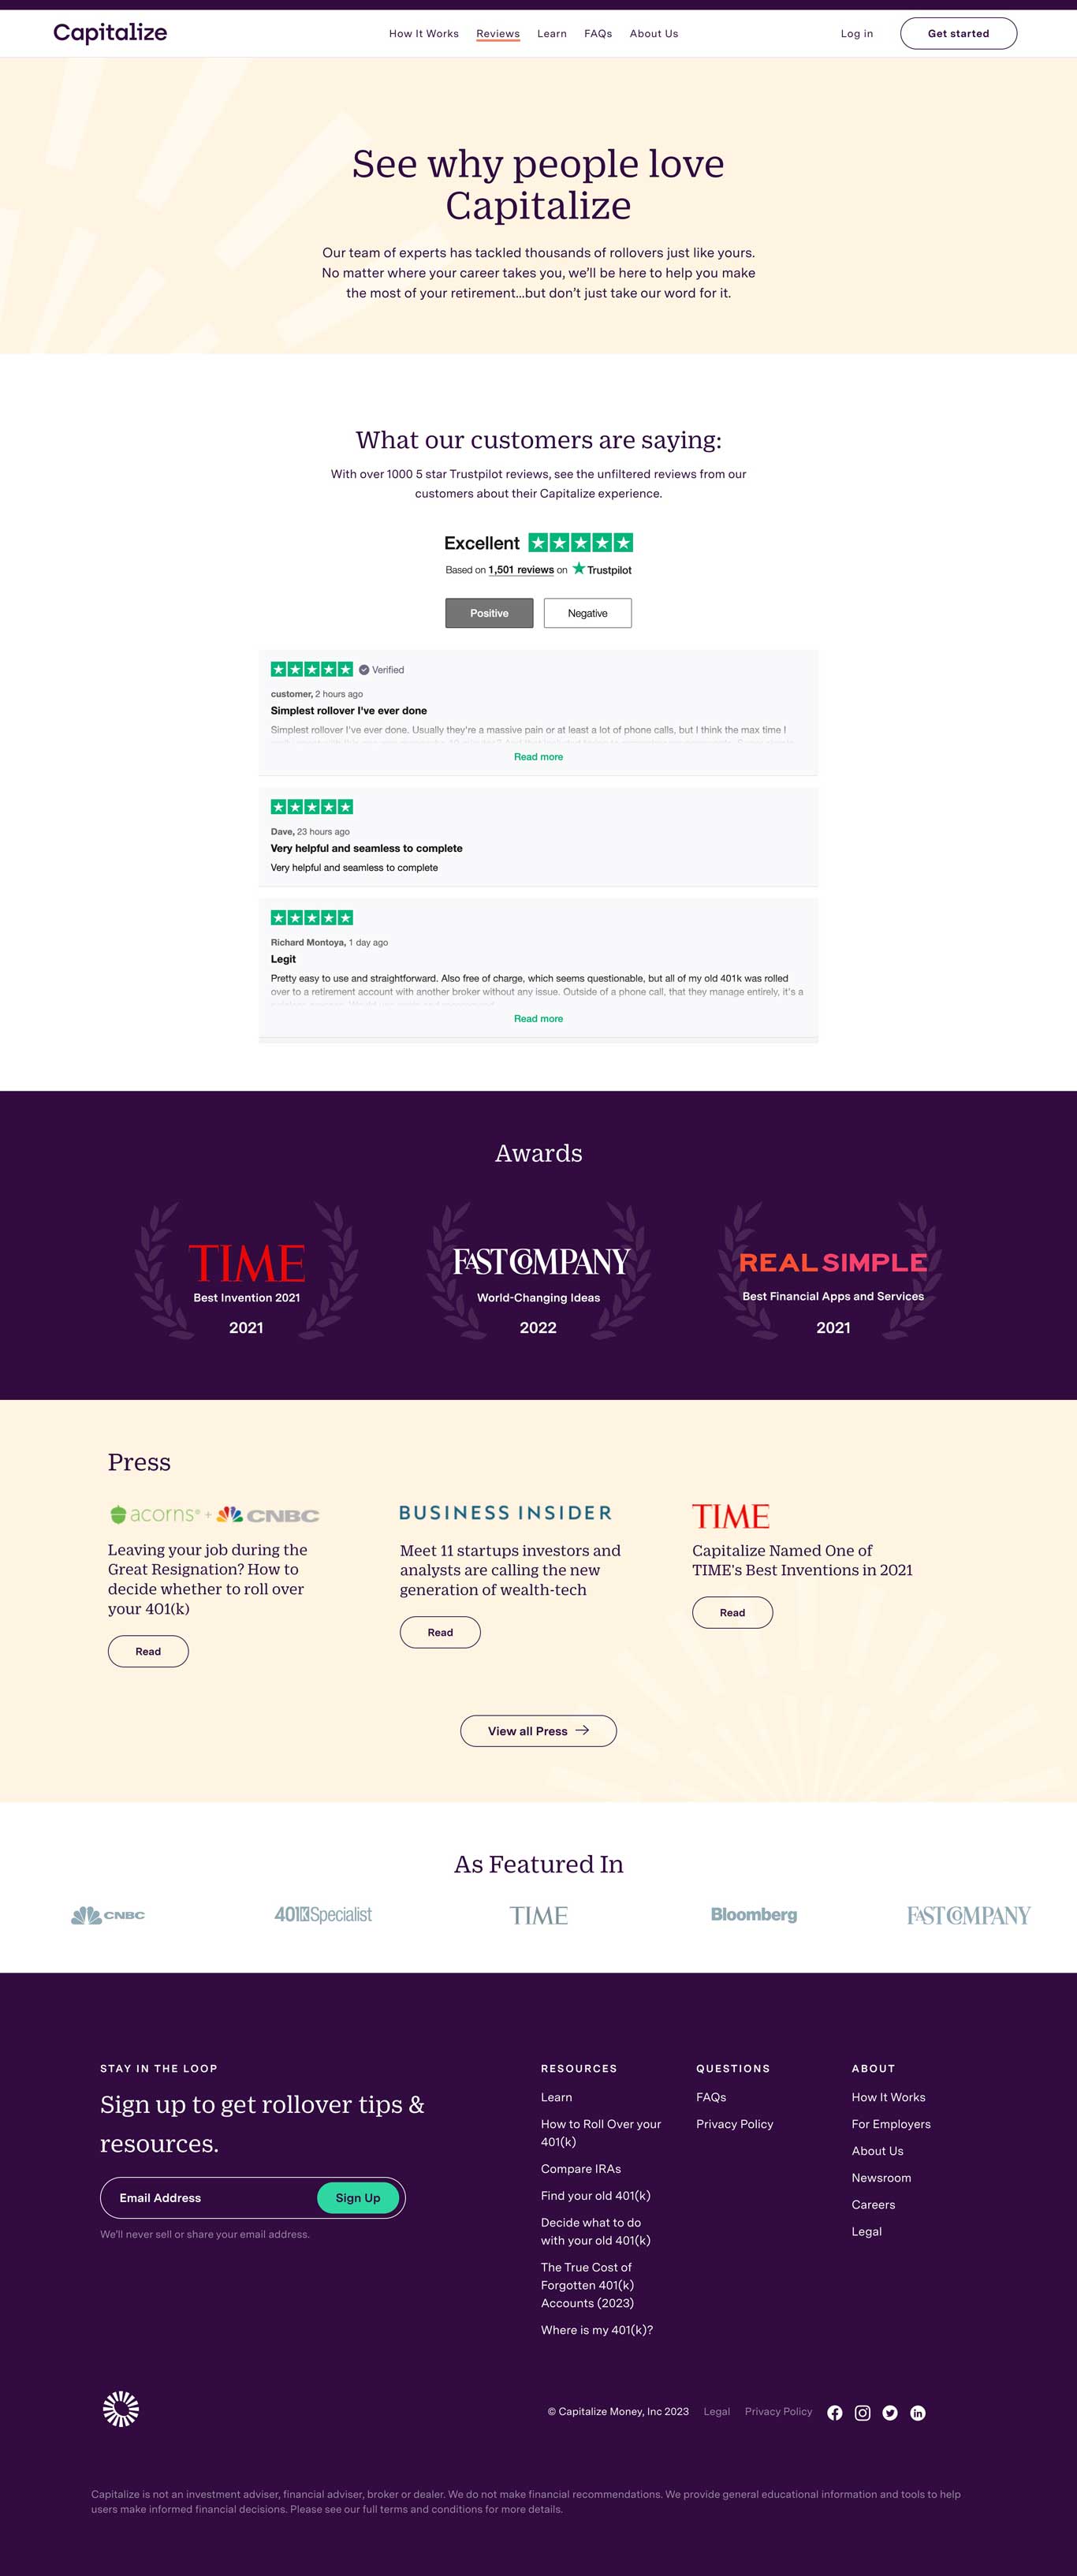 Capitalize
How It Works
Reviews
Learn
FAQs
About Us
Log in
Get started
See why people love
Capitalize
Our team of experts has tackled thousands of rollovers just like yours.
No matter where your career takes you, we'll be here to help you make
the most of your retirement...but don't just take our word for it.
What our customers are saying:
With over 1000 5 star Trustpilot reviews, see the unfiltered reviews from our
customers about their Capitalize experience.
Excellent
Based on 1,501 reviews on Trustpilot
Positive
Negative
Verified
customer, 2 hours ago
Simplest rollover I've ever done
Simplest rollover I've ever done. Usually they're a massive pain or at least a lot of phone calls, but I think the max time I
Read more
Dave, 23 hours ago
Very helpful and seamless to complete
Very helpful and seamless to complete
Richard Montoya, 1 day ago
Legit
Pretty easy to use and straightforward. Also free of charge, which seems questionable, but all of my old 401k was rolled
over to a retirement account with another broker without any issue. Outside of a phone call, that they manage entirely, it's a
Read more
Awards
TIME
Best Invention 2021
2021
FAST COMPANY
World-Changing Ideas
2022
REAL SIMPLE
Best Financial Apps and Services
2021
Press
acorns® + CNBC
Leaving your job during the
Great Resignation? How to
decide whether to roll over
your 401(k)
Read
BUSINESS INSIDER
Meet 11 startups investors and
analysts are calling the new
generation of wealth-tech
Read
TIME
Capitalize Named One of
TIME's Best Inventions in 2021
Read
View all Press →
As Featured In
CNBC
401K Specialist
TIME
Bloomberg
FAST COMPANY
STAY IN THE LOOP
Sign up to get rollover tips &
resources.
Email Address
Sign Up
We'll never sell or share your email address.
RESOURCES
Learn
How to Roll Over your
401(k)
Compare IRAs
Find your old 401(k)
Decide what to do
with your old 401(k)
The True Cost of
Forgotten 401(k)
Accounts (2023)
Where is my 401(k)?
QUESTIONS
FAQs
Privacy Policy
ABOUT
How It Works
For Employers
About Us
Newsroom
Careers
Legal
© Capitalize Money, Inc 2023
Legal
Privacy Policy
Capitalize is not an investment adviser, financial adviser, broker or dealer. We do not make financial recommendations. We provide general educational information and tools to help
users make informed financial decisions. Please see our full terms and conditions for more details.